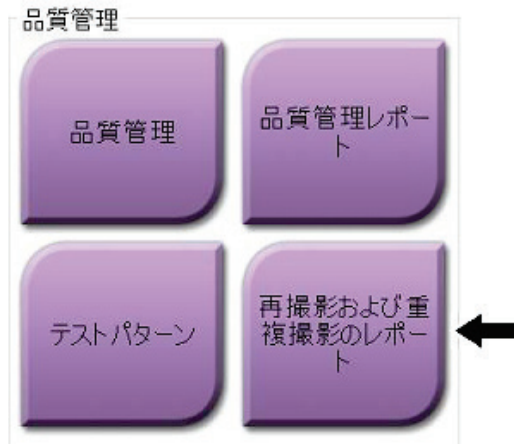 品質管理
品質管理
品質管理レポー
ト
テストパターン
再撮影および重
複撮影のレポー
ト